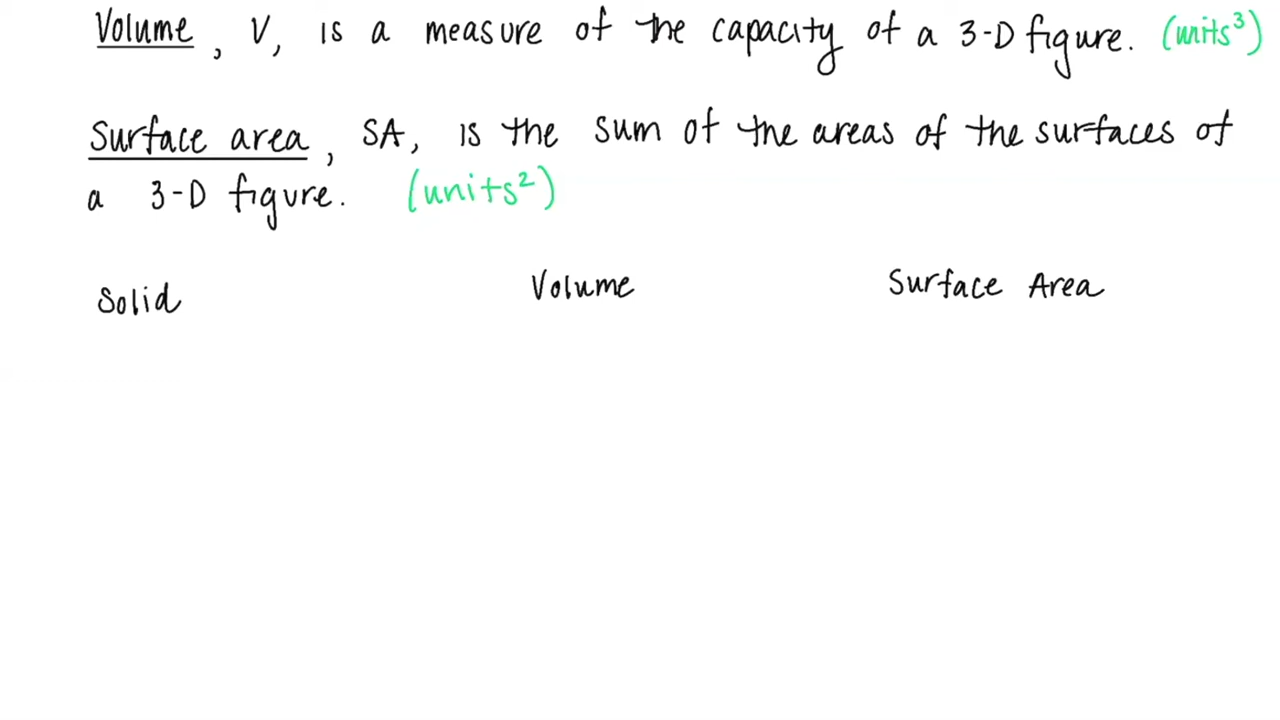 Volume, V, is a measure of the capacity of a 3-D figure. (units³)
Surface area, SA, is the sum of the areas of the surfaces of
a 3-D figure. (units²)
Solid Volume Surface Area